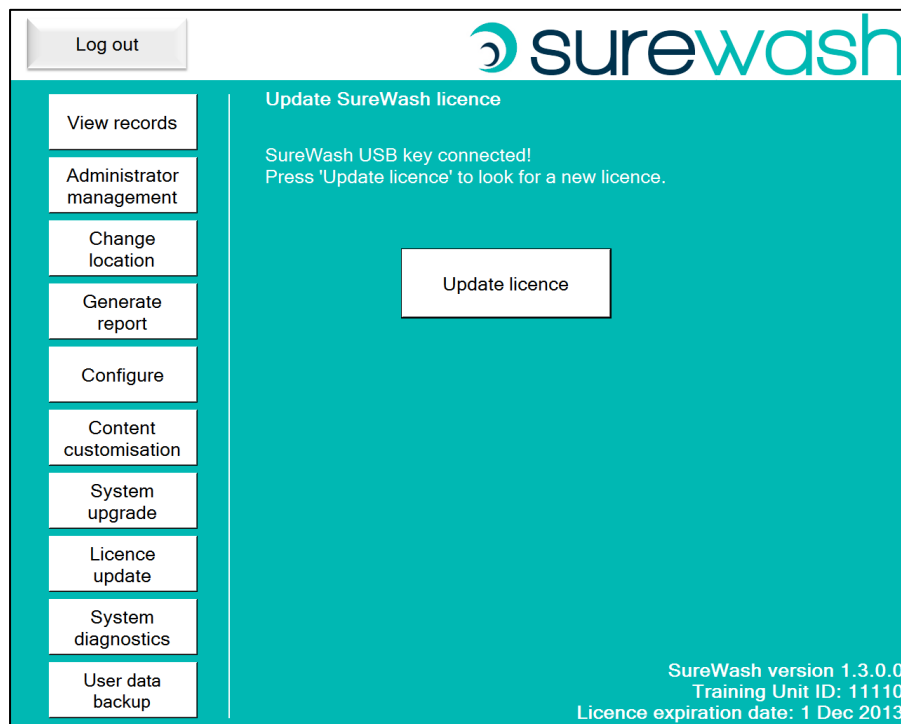 Log out
surewash
View records
Administrator
management
Change
location
Generate
report
Configure
Content
customisation
System
upgrade
Licence
update
System
diagnostics
User data
backup
Update SureWash licence
SureWash USB key connected!
Press 'Update licence' to look for a new licence.
Update licence
SureWash version 1.3.0.0
Training Unit ID: 11110
Licence expiration date: 1 Dec 2013